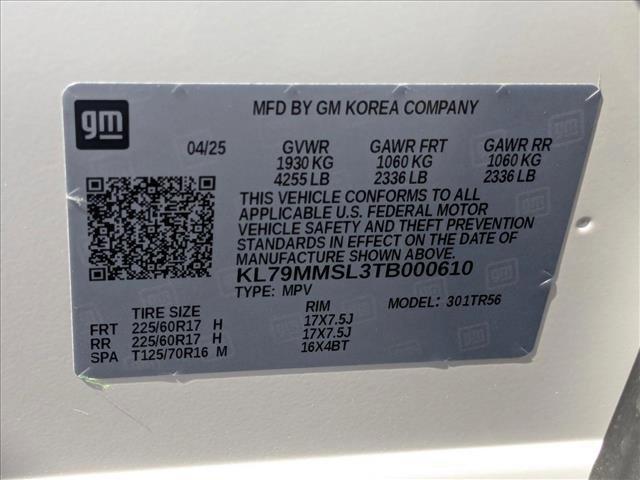 gm
MFD BY GM KOREA COMPANY
04/25 GVWR GAWR FRT GAWR RR
1930 KG 1060 KG 1060 KG
4255 LB 2336 LB 2336 LB
THIS VEHICLE CONFORMS TO ALL
APPLICABLE U.S. FEDERAL MOTOR
VEHICLE SAFETY AND THEFT PREVENTION
STANDARDS IN EFFECT ON THE DATE OF
MANUFACTURE SHOWN ABOVE.
KL79MMSL3TB000610
TYPE: MPV MODEL: 301TR56
TIRE SIZE RIM
FRT 225/60R17 H 17X7.5J
RR 225/60R17 H 17X7.5J
SPA T125/70R16 M 16X4BT